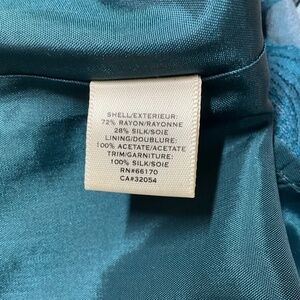 SHELL/EXTERIEUR:
72% RAYON/RAYONNE
28% SILK/SOIE
LINING/DOUBLURE:
100% ACETATE/ACETATE
TRIM/GARNITURE:
100% SILK/SOIE
RN#66170
CA#32054